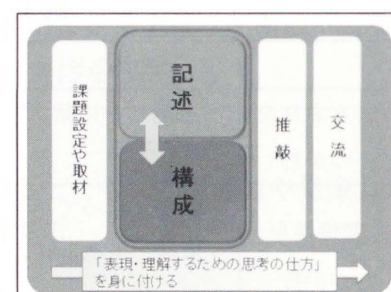 課題設定や取材
記述
構成
推敲
交流
「表現・理解するための思考の仕方」
を身に付ける